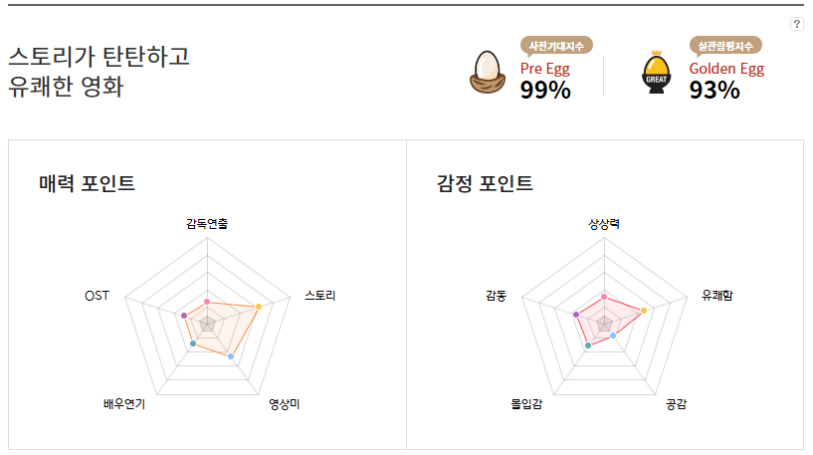 ?
스토리가 탄탄하고
유쾌한 영화
사전기대지수
Pre Egg
99%
실관람평지수
Golden Egg
93%
GREAT
매력 포인트
감독연출
OST
스토리
배우연기
영상미
감정 포인트
상상력
감동
유쾌함
몰입감
공감